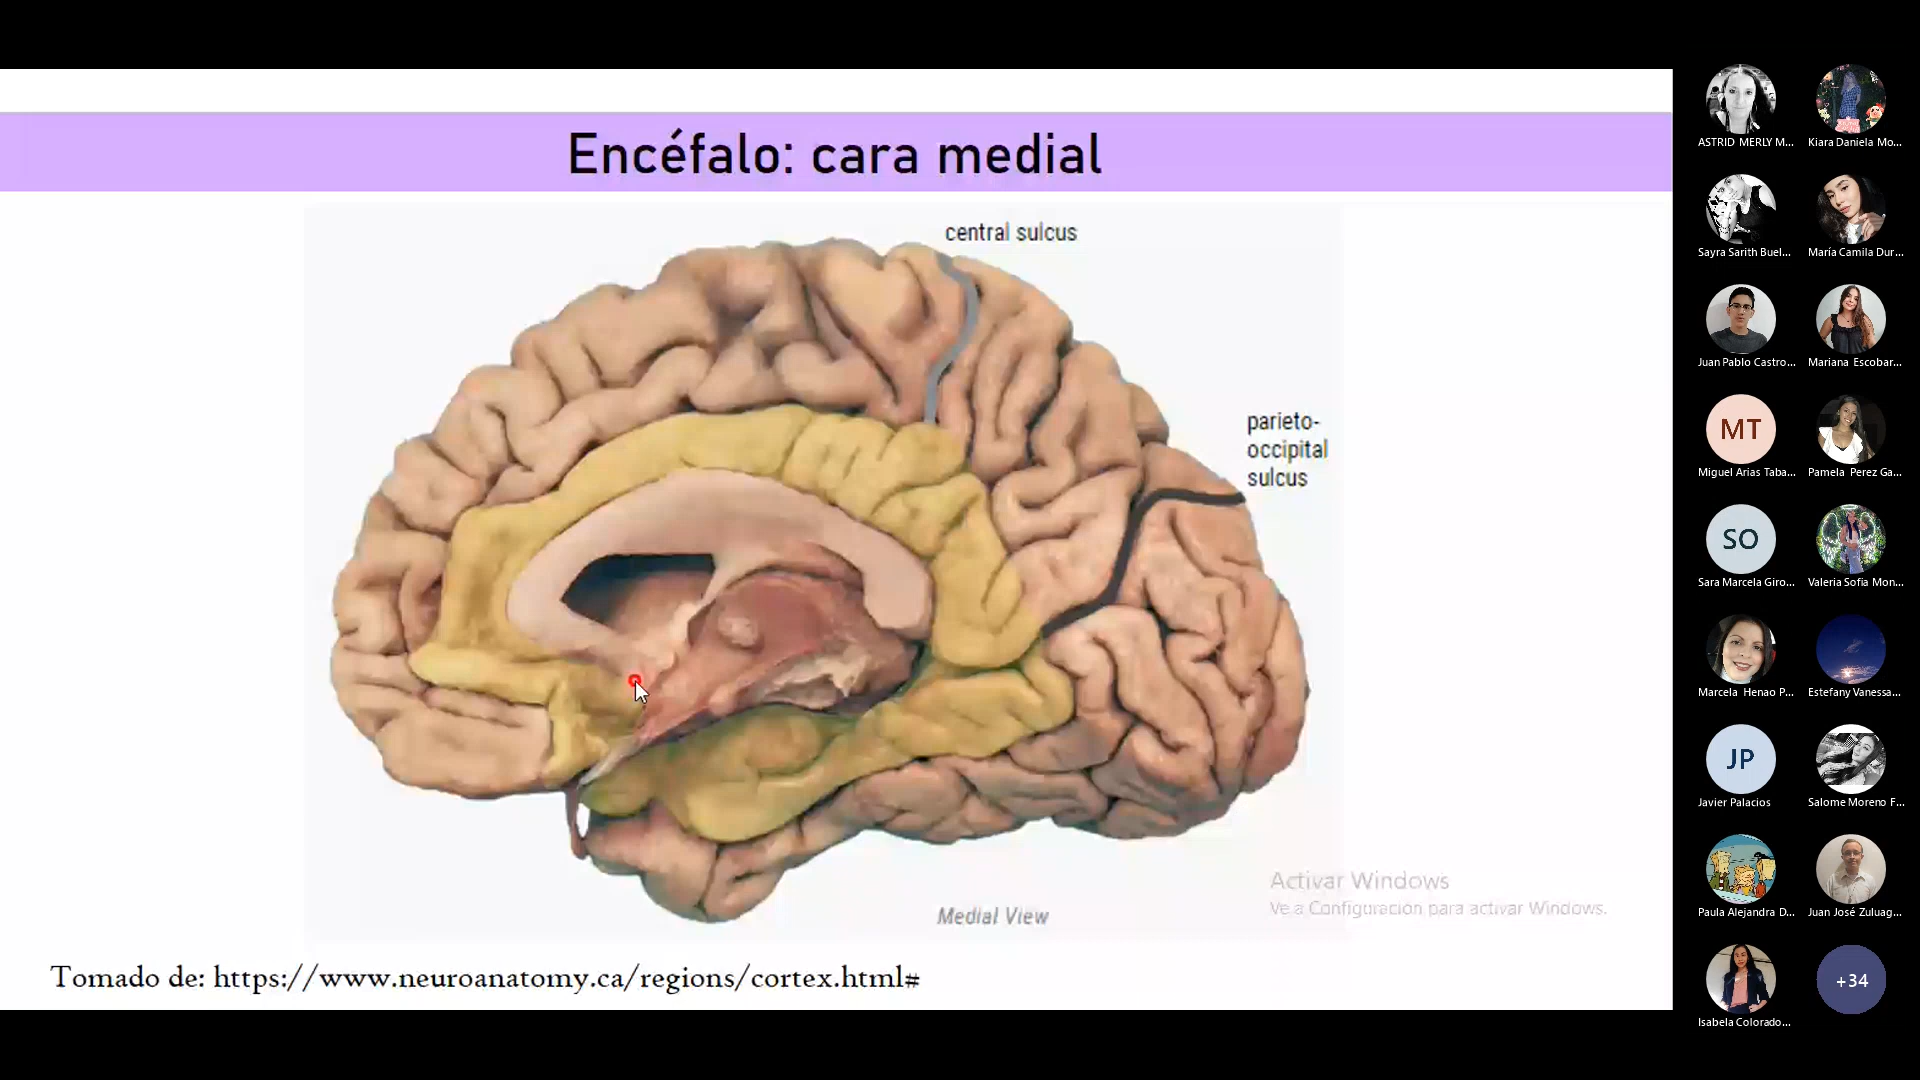 Encéfalo: cara medial
central sulcus
parieto-
occipital
sulcus
Medial View
Activar Windows
Ve a Configuración para activar Windows.
Tomado de: https://www.neuroanatomy.ca/regions/cortex.html#
ASTRID MERLY M...
Kiara Daniela Mo...
Sayra Sarith Buel...
María Camila Dur...
Juan Pablo Castro...
Mariana Escobar...
MT
Miguel Arias Taba...
Pamela Perez Ga...
SO
Sara Marcela Giro...
Valeria Sofia Mon...
Marcela Henao P...
Estefany Vanessa...
JP
Javier Palacios
Salome Moreno F...
Paula Alejandra D...
Juan José Zuluag...
Isabela Colorado...
+34